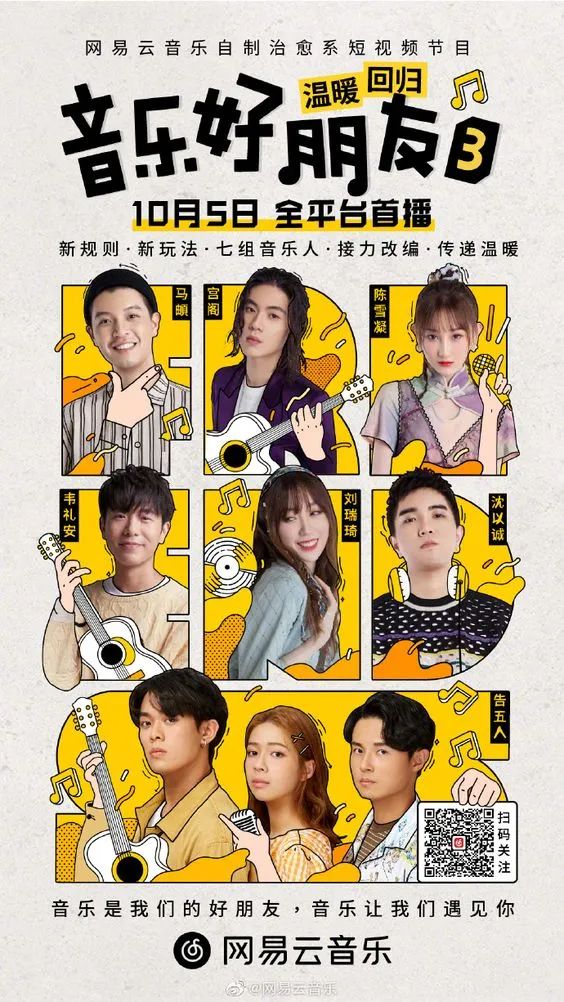 网易云音乐自制治愈系短视频节目
温暖回归
音乐好朋友3
10月5日 全平台首播
新规则·新玩法·七组音乐人·接力改编·传递温暖
马頔
宫阁
陈雪凝
韦礼安
刘瑞琦
沈以诚
告五人
扫码关注
音乐是我们的好朋友，音乐让我们遇见你
网易云音乐
@网易云音乐